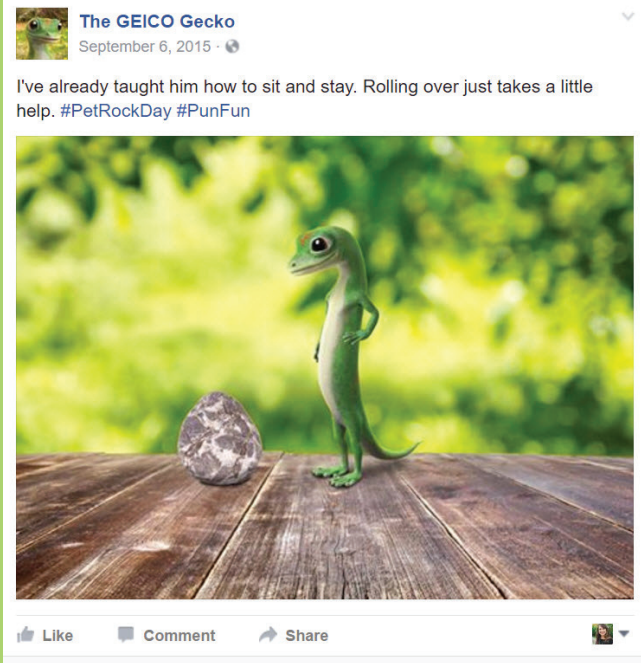 The GEICO Gecko
September 6, 2015 ·
I've already taught him how to sit and stay. Rolling over just takes a little
help. #PetRockDay #PunFun
Like Comment Share